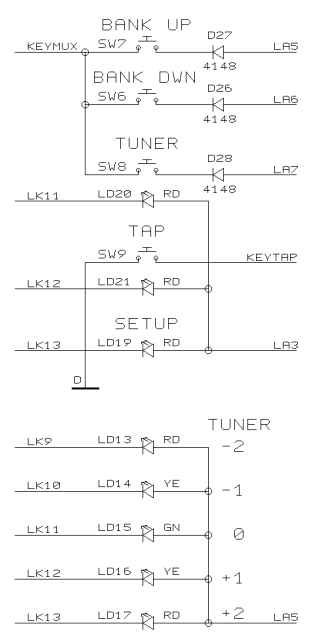 BANK UP
KEYMUX SW7 D27 4148 LA5
BANK DWN
SW6 D26 4148 LA6
TUNER
SW8 D28 4148 LA7
LK11 LD20 RD
TAP
SW9 KEYTAP
LK12 LD21 RD
SETUP
LK13 LD19 RD LA3
D
TUNER
LK9 LD13 RD -2
LK10 LD14 YE -1
LK11 LD15 GN 0
LK12 LD16 YE +1
LK13 LD17 RD +2 LA5